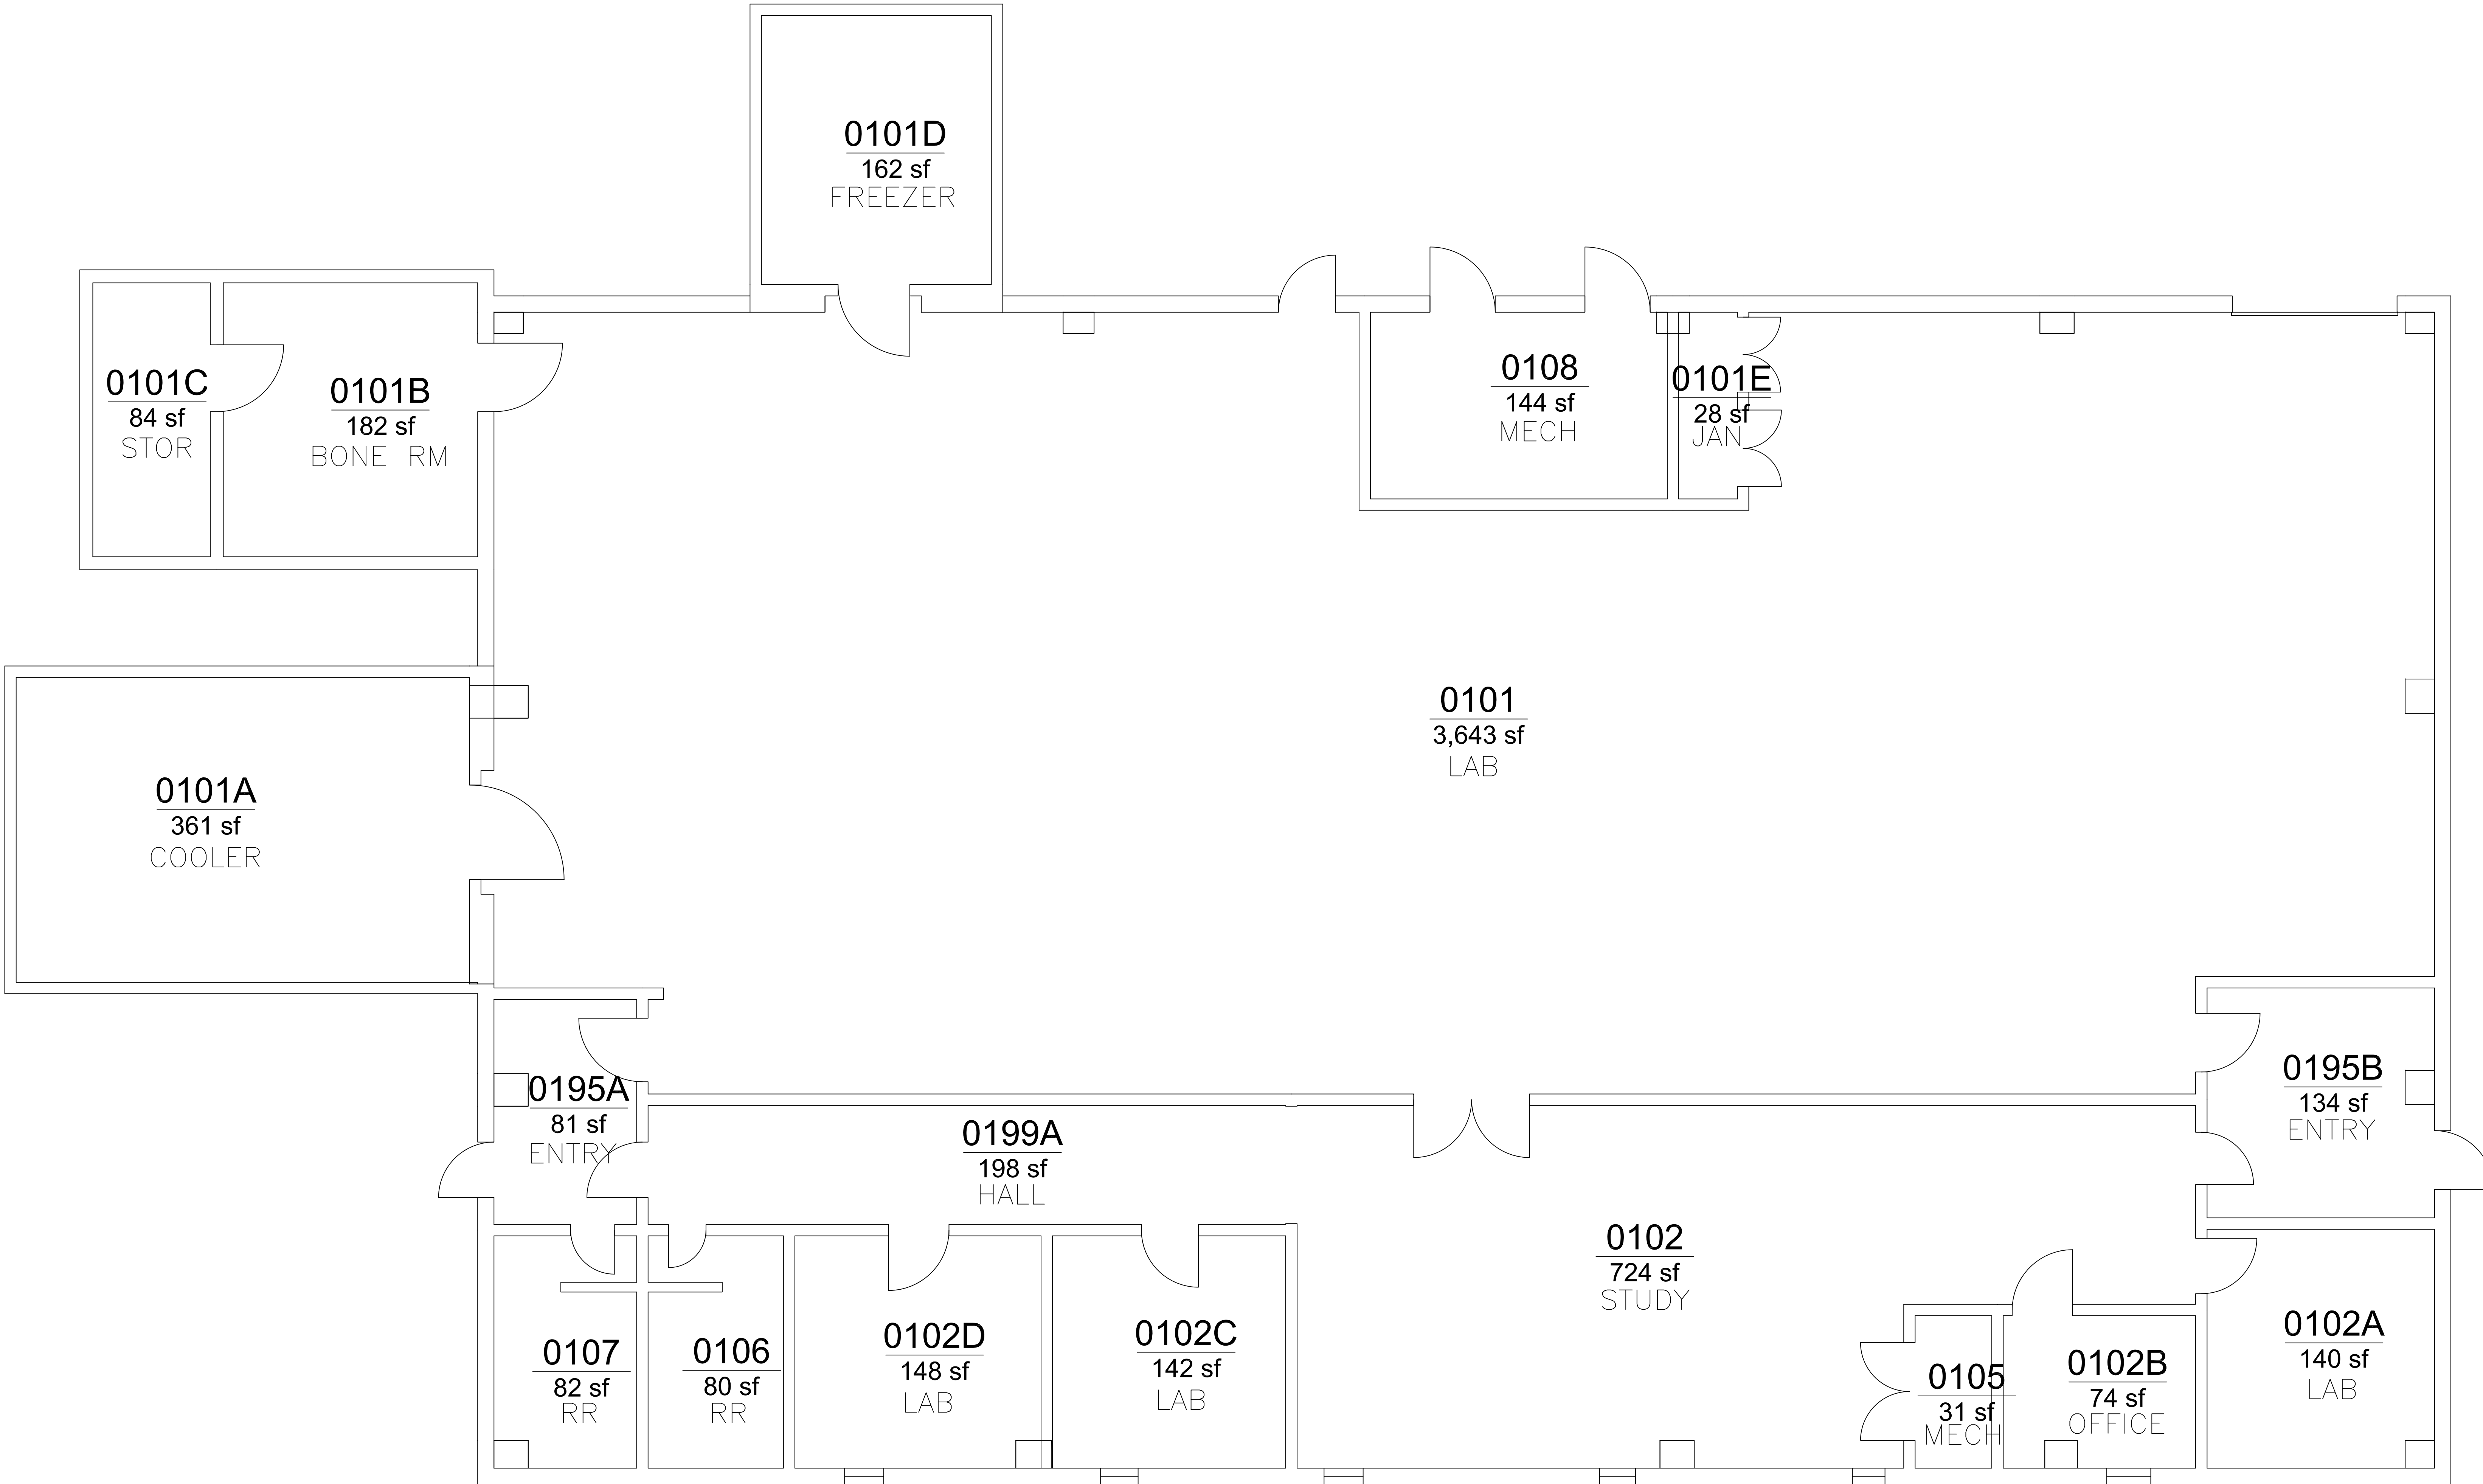 0101D
162 sf
FREEZER
0101C
84 sf
STOR
0101B
182 sf
BONE RM
0108
144 sf
MECH
0101E
28 sf
JAN
0101
3,643 sf
LAB
0101A
361 sf
COOLER
0195A
81 sf
ENTRY
0199A
198 sf
HALL
0195B
134 sf
ENTRY
0102
724 sf
STUDY
0107
82 sf
RR
0106
80 sf
RR
0102D
148 sf
LAB
0102C
142 sf
LAB
0105
31 sf
MECH
0102B
74 sf
OFFICE
0102A
140 sf
LAB